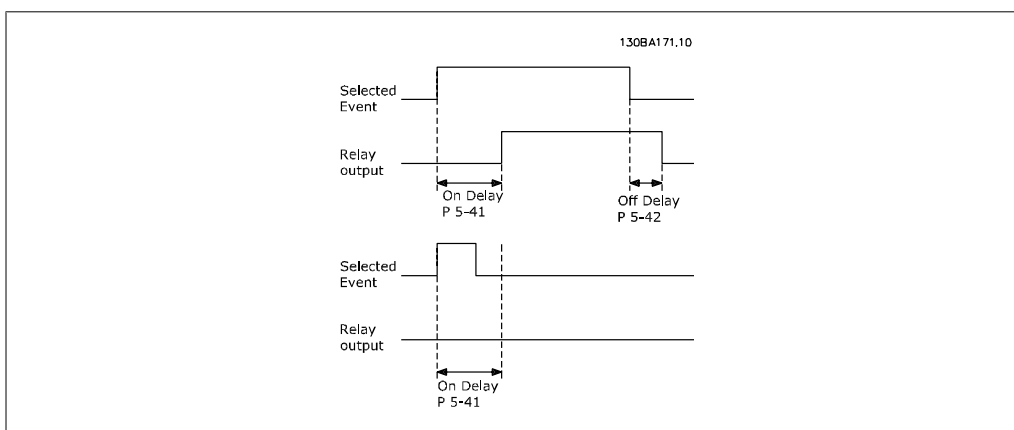 130BA171.10
Selected
Event
Relay
output
On Delay
P 5-41
Off Delay
P 5-42
Selected
Event
Relay
output
On Delay
P 5-41